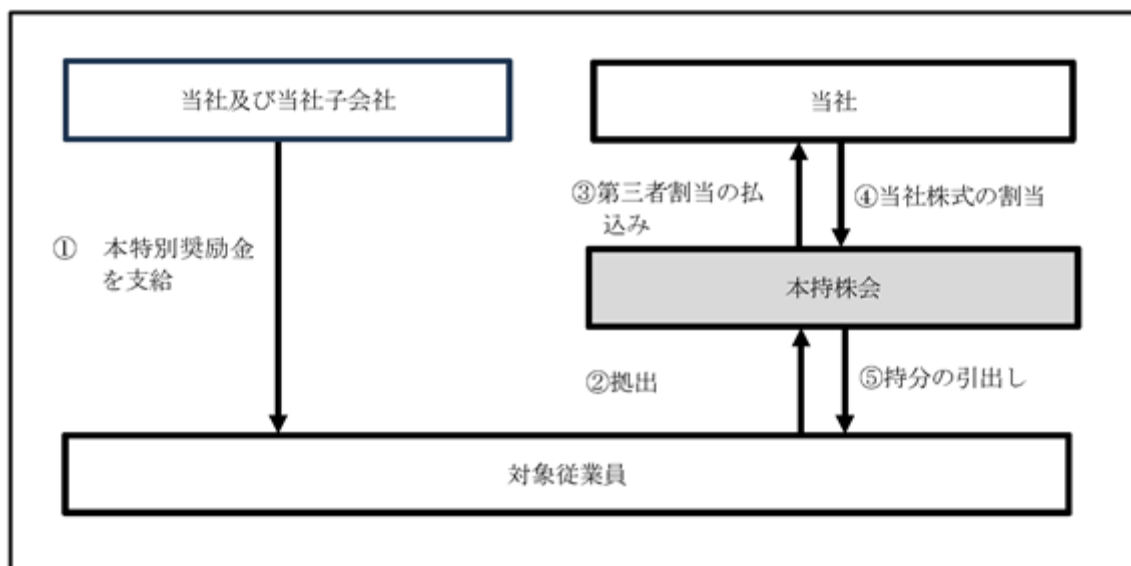 当社及び当社子会社
当社
③第三者割当の払
込み
④当社株式の割当
① 本特別奨励金
を支給
本持株会
②拠出
⑤持分の引出し
対象従業員